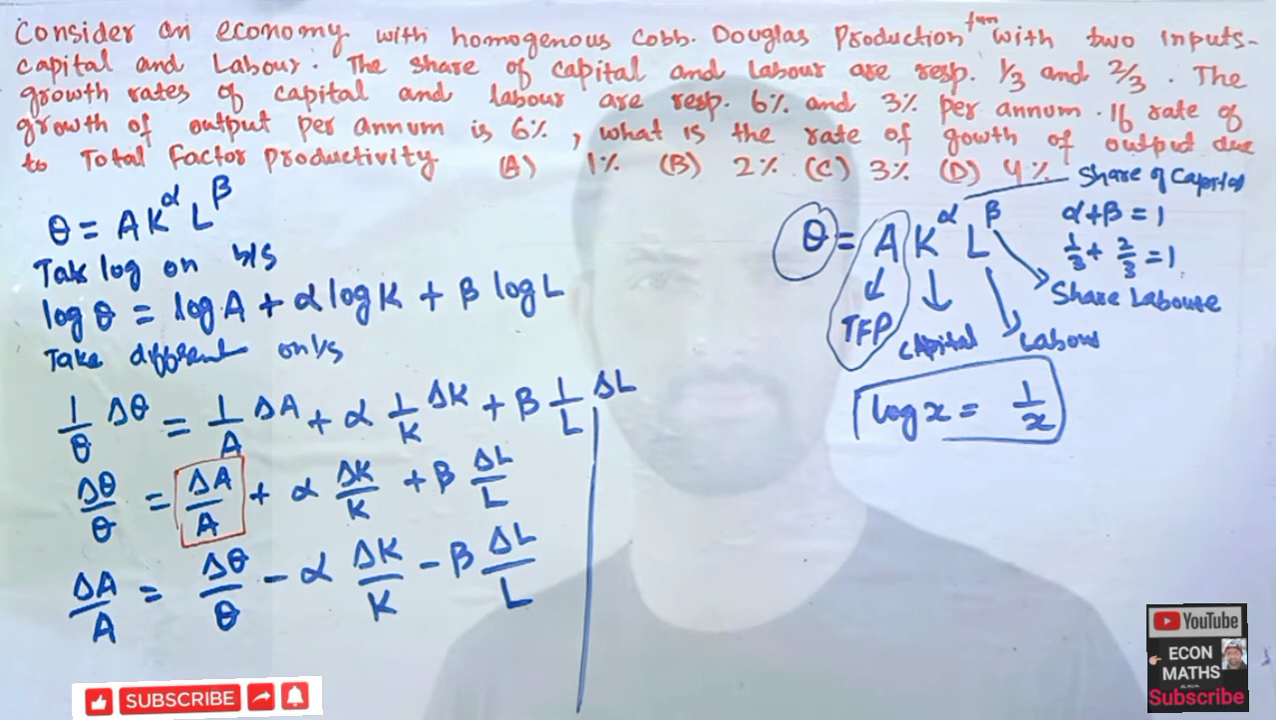 Consider an economy with homogenous Cobb. Douglas Production fun with two inputs-
capital and Labour. The share of capital and labour are resp. 1/3 and 2/3. The
growth rates of capital and labour are resp. 6% and 3% per annum. If rate of
growth of output per annum is 6%, what is the rate of gowth of output due
to Total factor productivity (A) 1% (B) 2% (C) 3% (D) 4%
θ = A K^α L^β
Take log on b/s
log θ = log A + α log K + β log L
Take different on b/s
1/θ Δθ = 1/A ΔA + α 1/K ΔK + β 1/L ΔL
Δθ/θ = ΔA/A + α ΔK/K + β ΔL/L
ΔA/A = Δθ/θ - α ΔK/K - β ΔL/L
Share of Capital
θ = A K^α L^β
α+β = 1
1/3 + 2/3 = 1
Share Laboure
TFP
capital
Labour
log x = 1/x
YouTube
ECON
MATHS
Subscribe
SUBSCRIBE